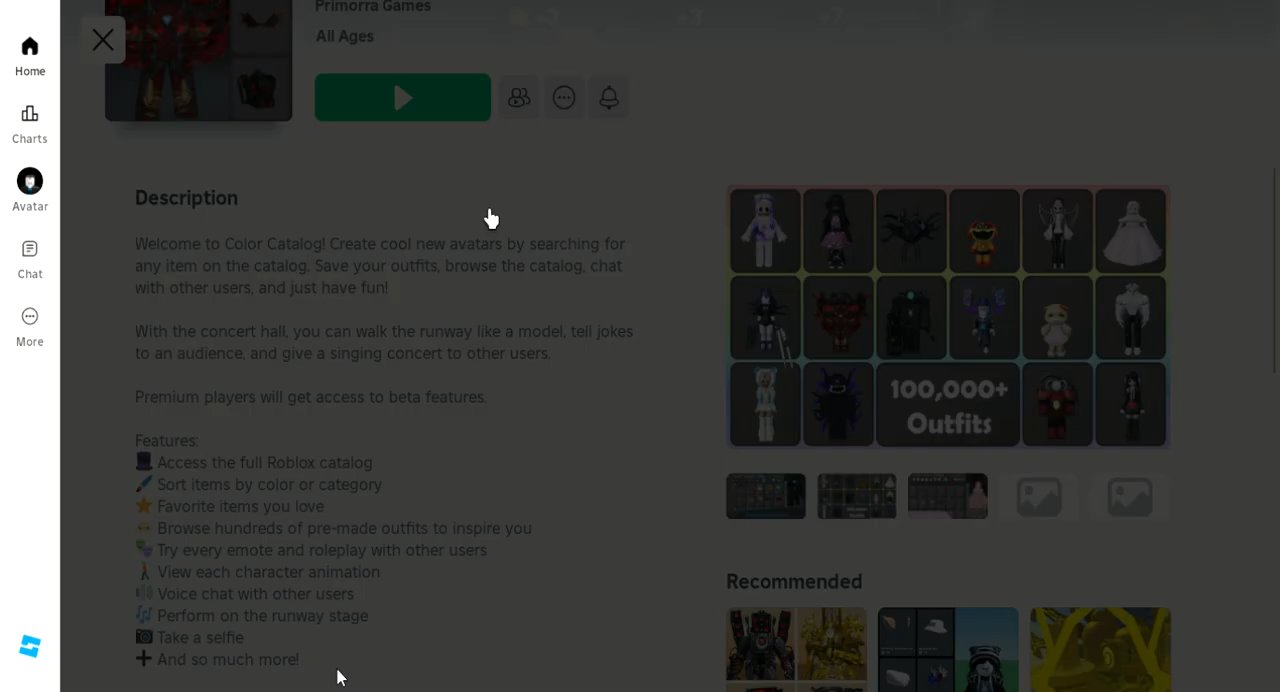 Primorra Games
All Ages
Home
Charts
Avatar
Chat
More
Description
Welcome to Color Catalog! Create cool new avatars by searching for
any item on the catalog. Save your outfits, browse the catalog, chat
with other users, and just have fun!
With the concert hall, you can walk the runway like a model, tell jokes
to an audience, and give a singing concert to other users.
Premium players will get access to beta features.
Features:
🎩 Access the full Roblox catalog
🖌️ Sort items by color or category
⭐ Favorite items you love
Browse hundreds of pre-made outfits to inspire you
🎭 Try every emote and roleplay with other users
🚶 View each character animation
🔊 Voice chat with other users
🎶 Perform on the runway stage
📷 Take a selfie
➕ And so much more!
100,000+
Outfits
Recommended